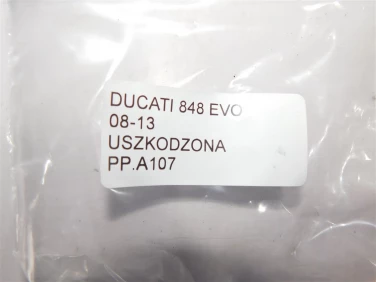 DUCATI 848 EVO
08-13
USZKODZONA
PP.A107